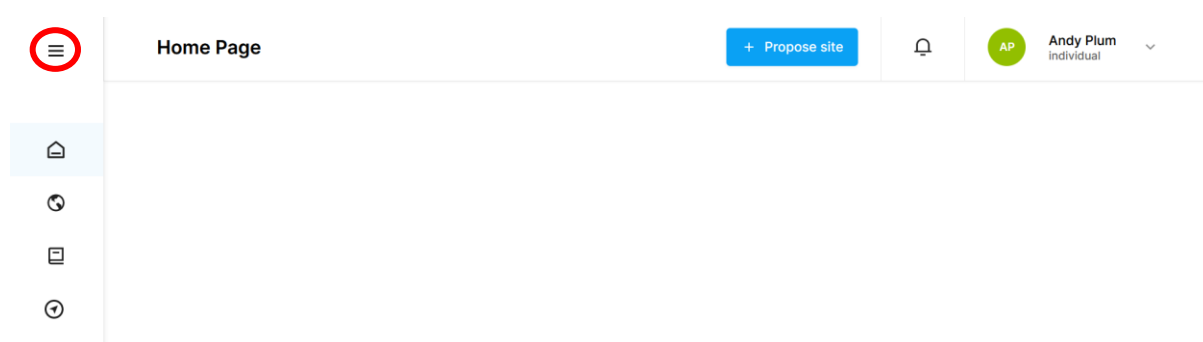 Home Page
+ Propose site
AP
Andy Plum
individual